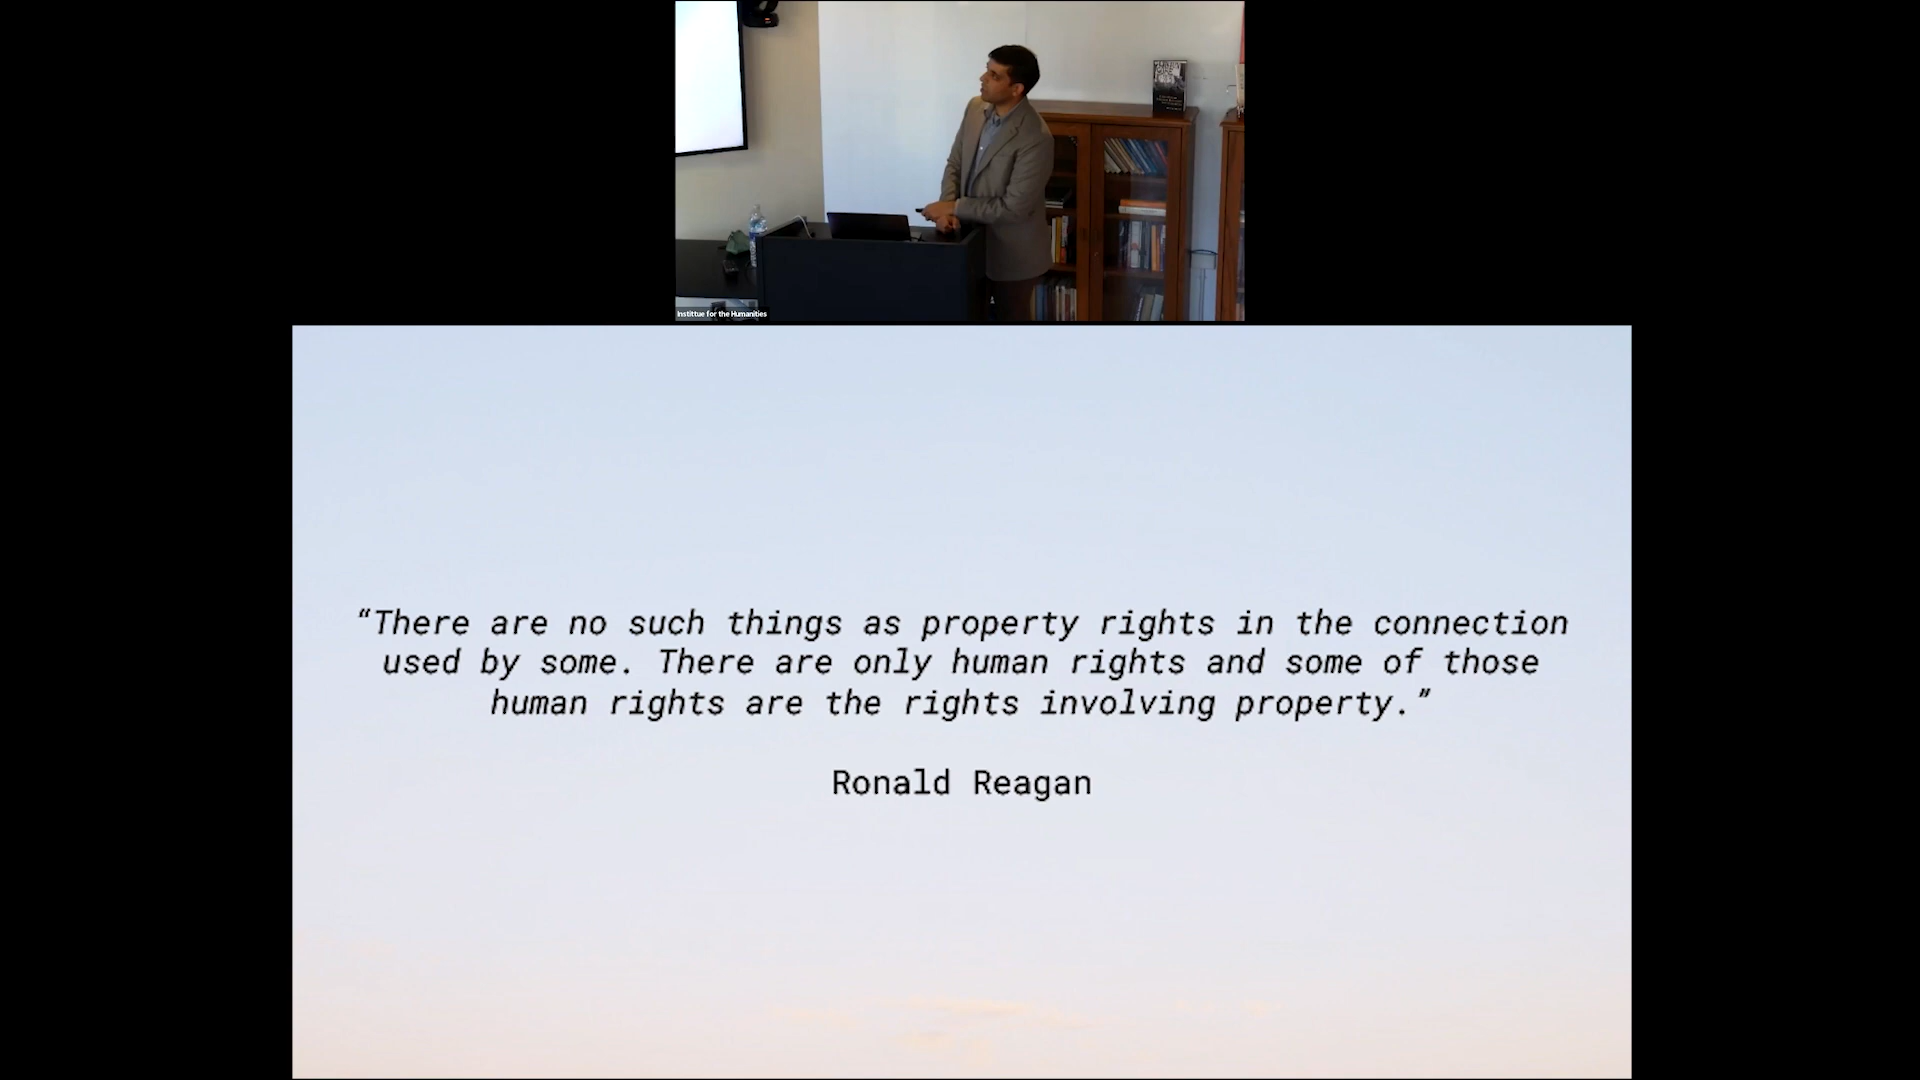 Instittue for the Humanities
“There are no such things as property rights in the connection
used by some. There are only human rights and some of those
human rights are the rights involving property.”
Ronald Reagan